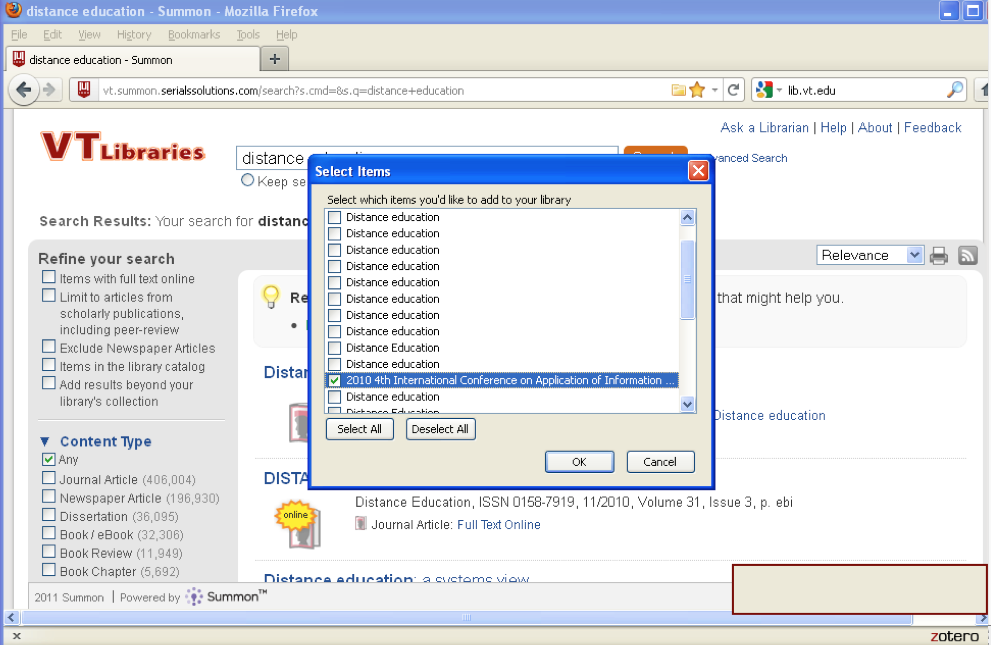 distance education - Summon - Mozilla Firefox
File Edit View History Bookmarks Tools Help
distance education - Summon
vt.summon.serialssolutions.com/search?s.cmd=&s.q=distance+education
lib.vt.edu
Ask a Librarian | Help | About | Feedback
VT Libraries
distance
Keep se
Search Results: Your search for distanc
Refine your search
Items with full text online
Limit to articles from
scholarly publications,
including peer-review
Exclude Newspaper Articles
Items in the library catalog
Add results beyond your
library's collection
Content Type
Any
Journal Article (406,004)
Newspaper Article (196,930)
Dissertation (36,095)
Book / eBook (32,306)
Book Review (11,949)
Book Chapter (5,692)
2011 Summon | Powered by Summon™
Select Items
Select which items you'd like to add to your library
Distance education
Distance education
Distance education
Distance education
Distance education
Distance education
Distance education
Distance education
Distance Education
Distance education
2010 4th International Conference on Application of Information ...
Distance education
Distance Education
Select All Deselect All
OK Cancel
vanced Search
Relevance
Re
that might help you.
Distar
Distance education
DISTA
online
Distance Education, ISSN 0158-7919, 11/2010, Volume 31, Issue 3, p. ebi
Journal Article: Full Text Online
Distance education: a systems view
x
zotero